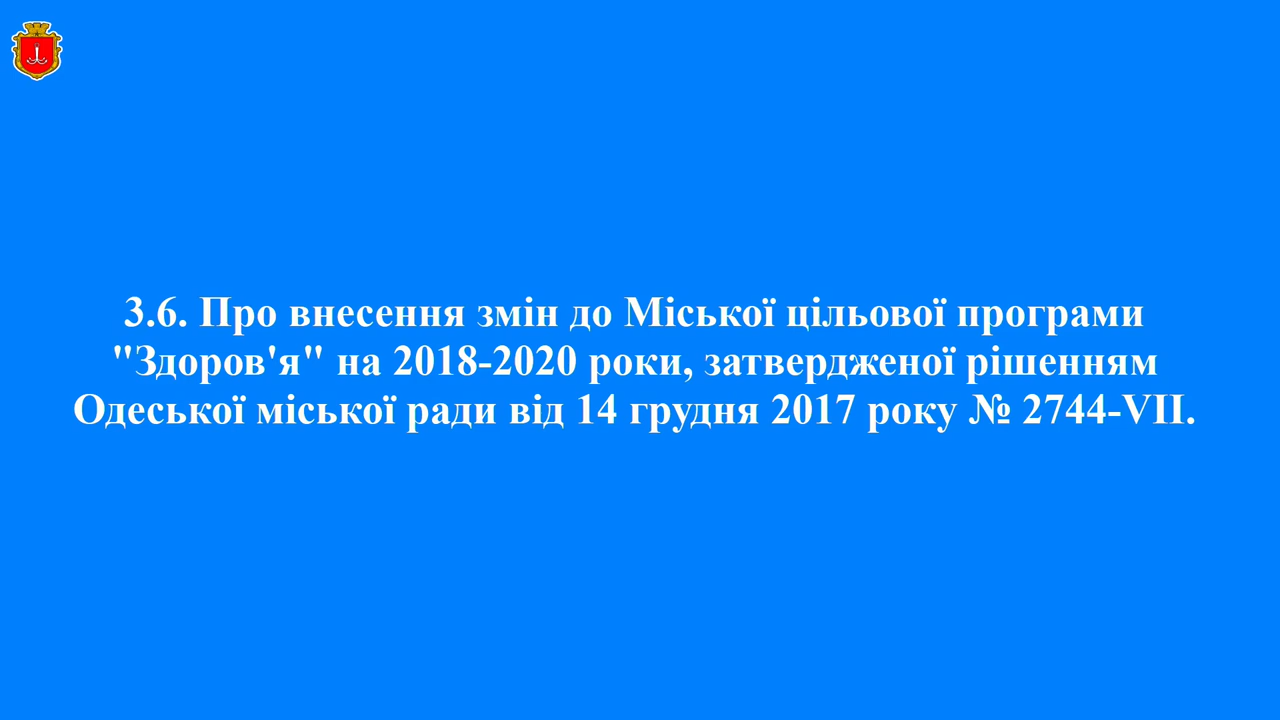 3.6. Про внесення змін до Міської цільової програми
"Здоров'я" на 2018-2020 роки, затвердженої рішенням
Одеської міської ради від 14 грудня 2017 року № 2744-VII.